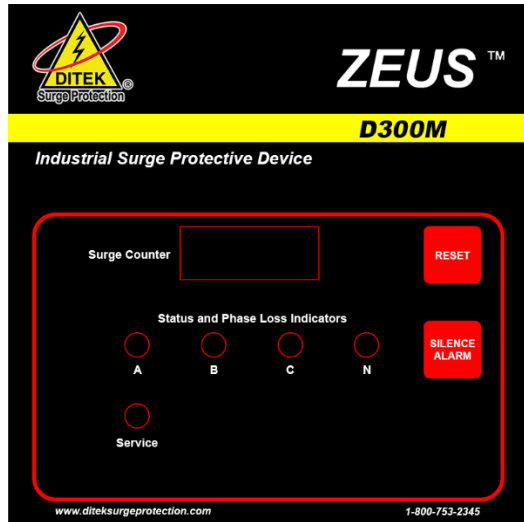 DITEK
®
Surge Protection
ZEUS ™
D300M
Industrial Surge Protective Device
Surge Counter
RESET
Status and Phase Loss Indicators
A B C N
SILENCE
ALARM
Service
www.diteksurgeprotection.com 1-800-753-2345